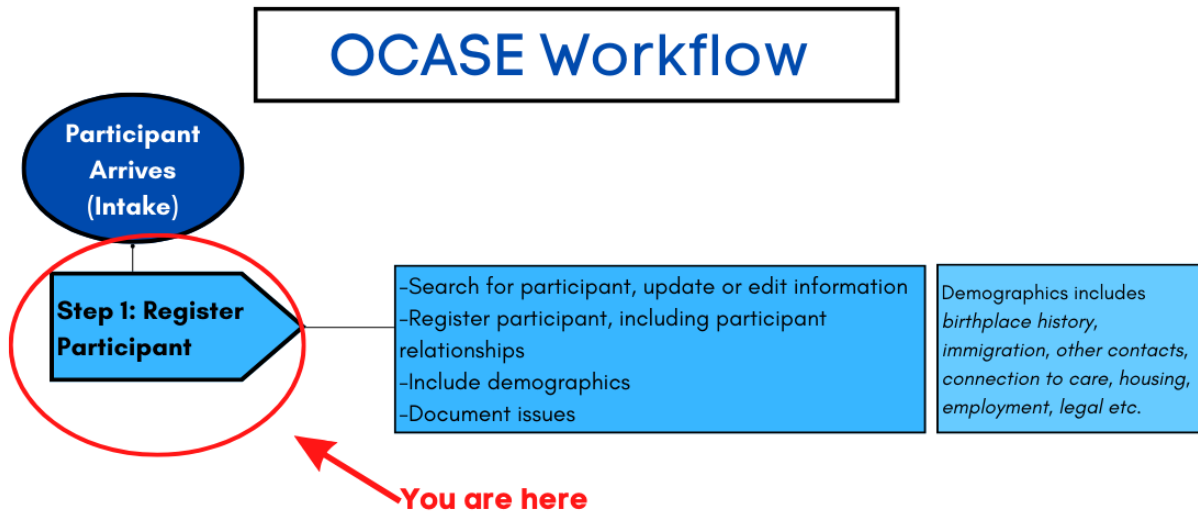 OCASE Workflow
Participant
Arrives
(Intake)
Step 1: Register
Participant
-Search for participant, update or edit information
-Register participant, including participant
relationships
-Include demographics
-Document issues
Demographics includes
birthplace history,
immigration, other contacts,
connection to care, housing,
employment, legal etc.
You are here